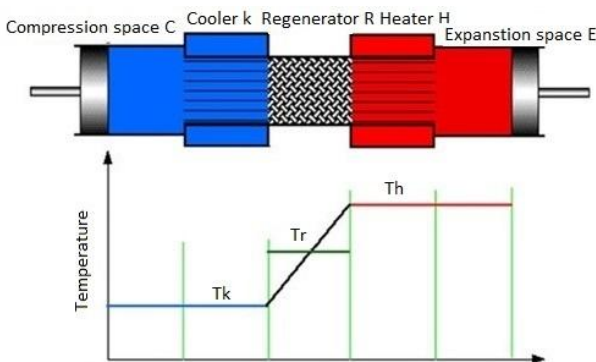 Compression space C
Cooler k
Regenerator R
Heater H
Expanstion space E
Temperature
Tk
Tr
Th